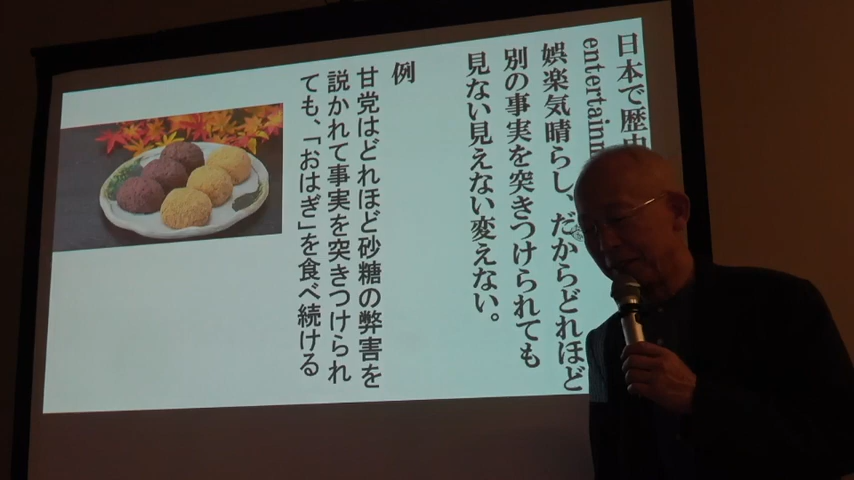 日本で歴史
entertainm
娯楽気晴らし、だからどれほど
別の事実を突きつけられても
見ない見えない変えない。
例
甘党はどれほど砂糖の弊害を
説かれて事実を突きつけられ
ても、「おはぎ」を食べ続ける